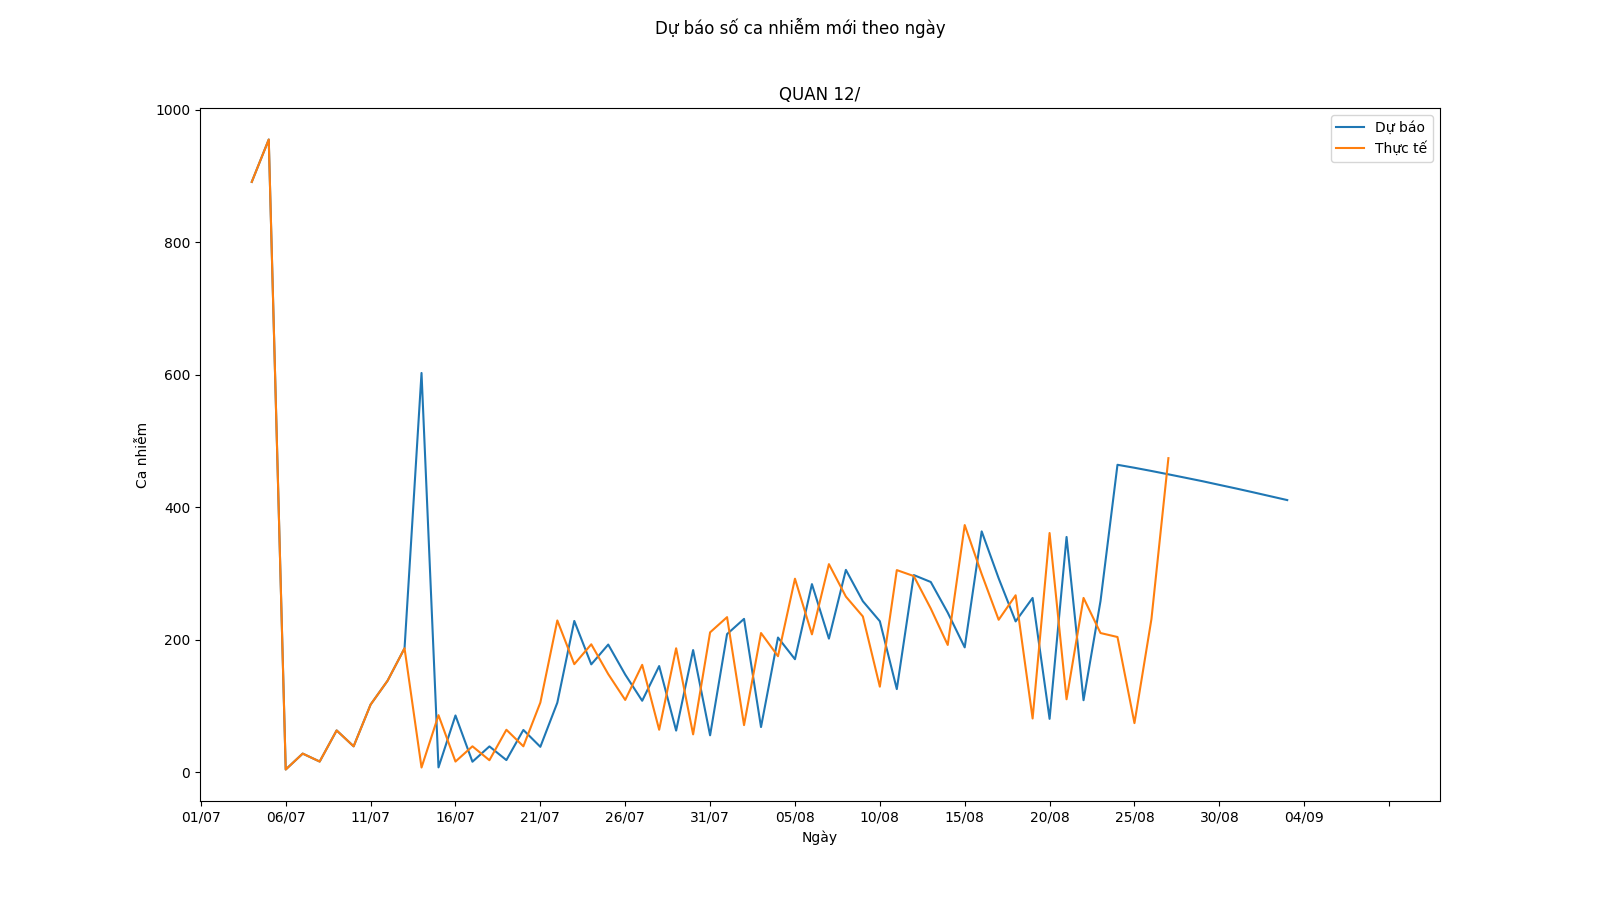 Dự báo số ca nhiễm mới theo ngày
QUAN 12/
Dự báo
Thực tế
1000
800
600
400
200
0
Ca nhiễm
01/07 06/07 11/07 16/07 21/07 26/07 31/07 05/08 10/08 15/08 20/08 25/08 30/08 04/09
Ngày